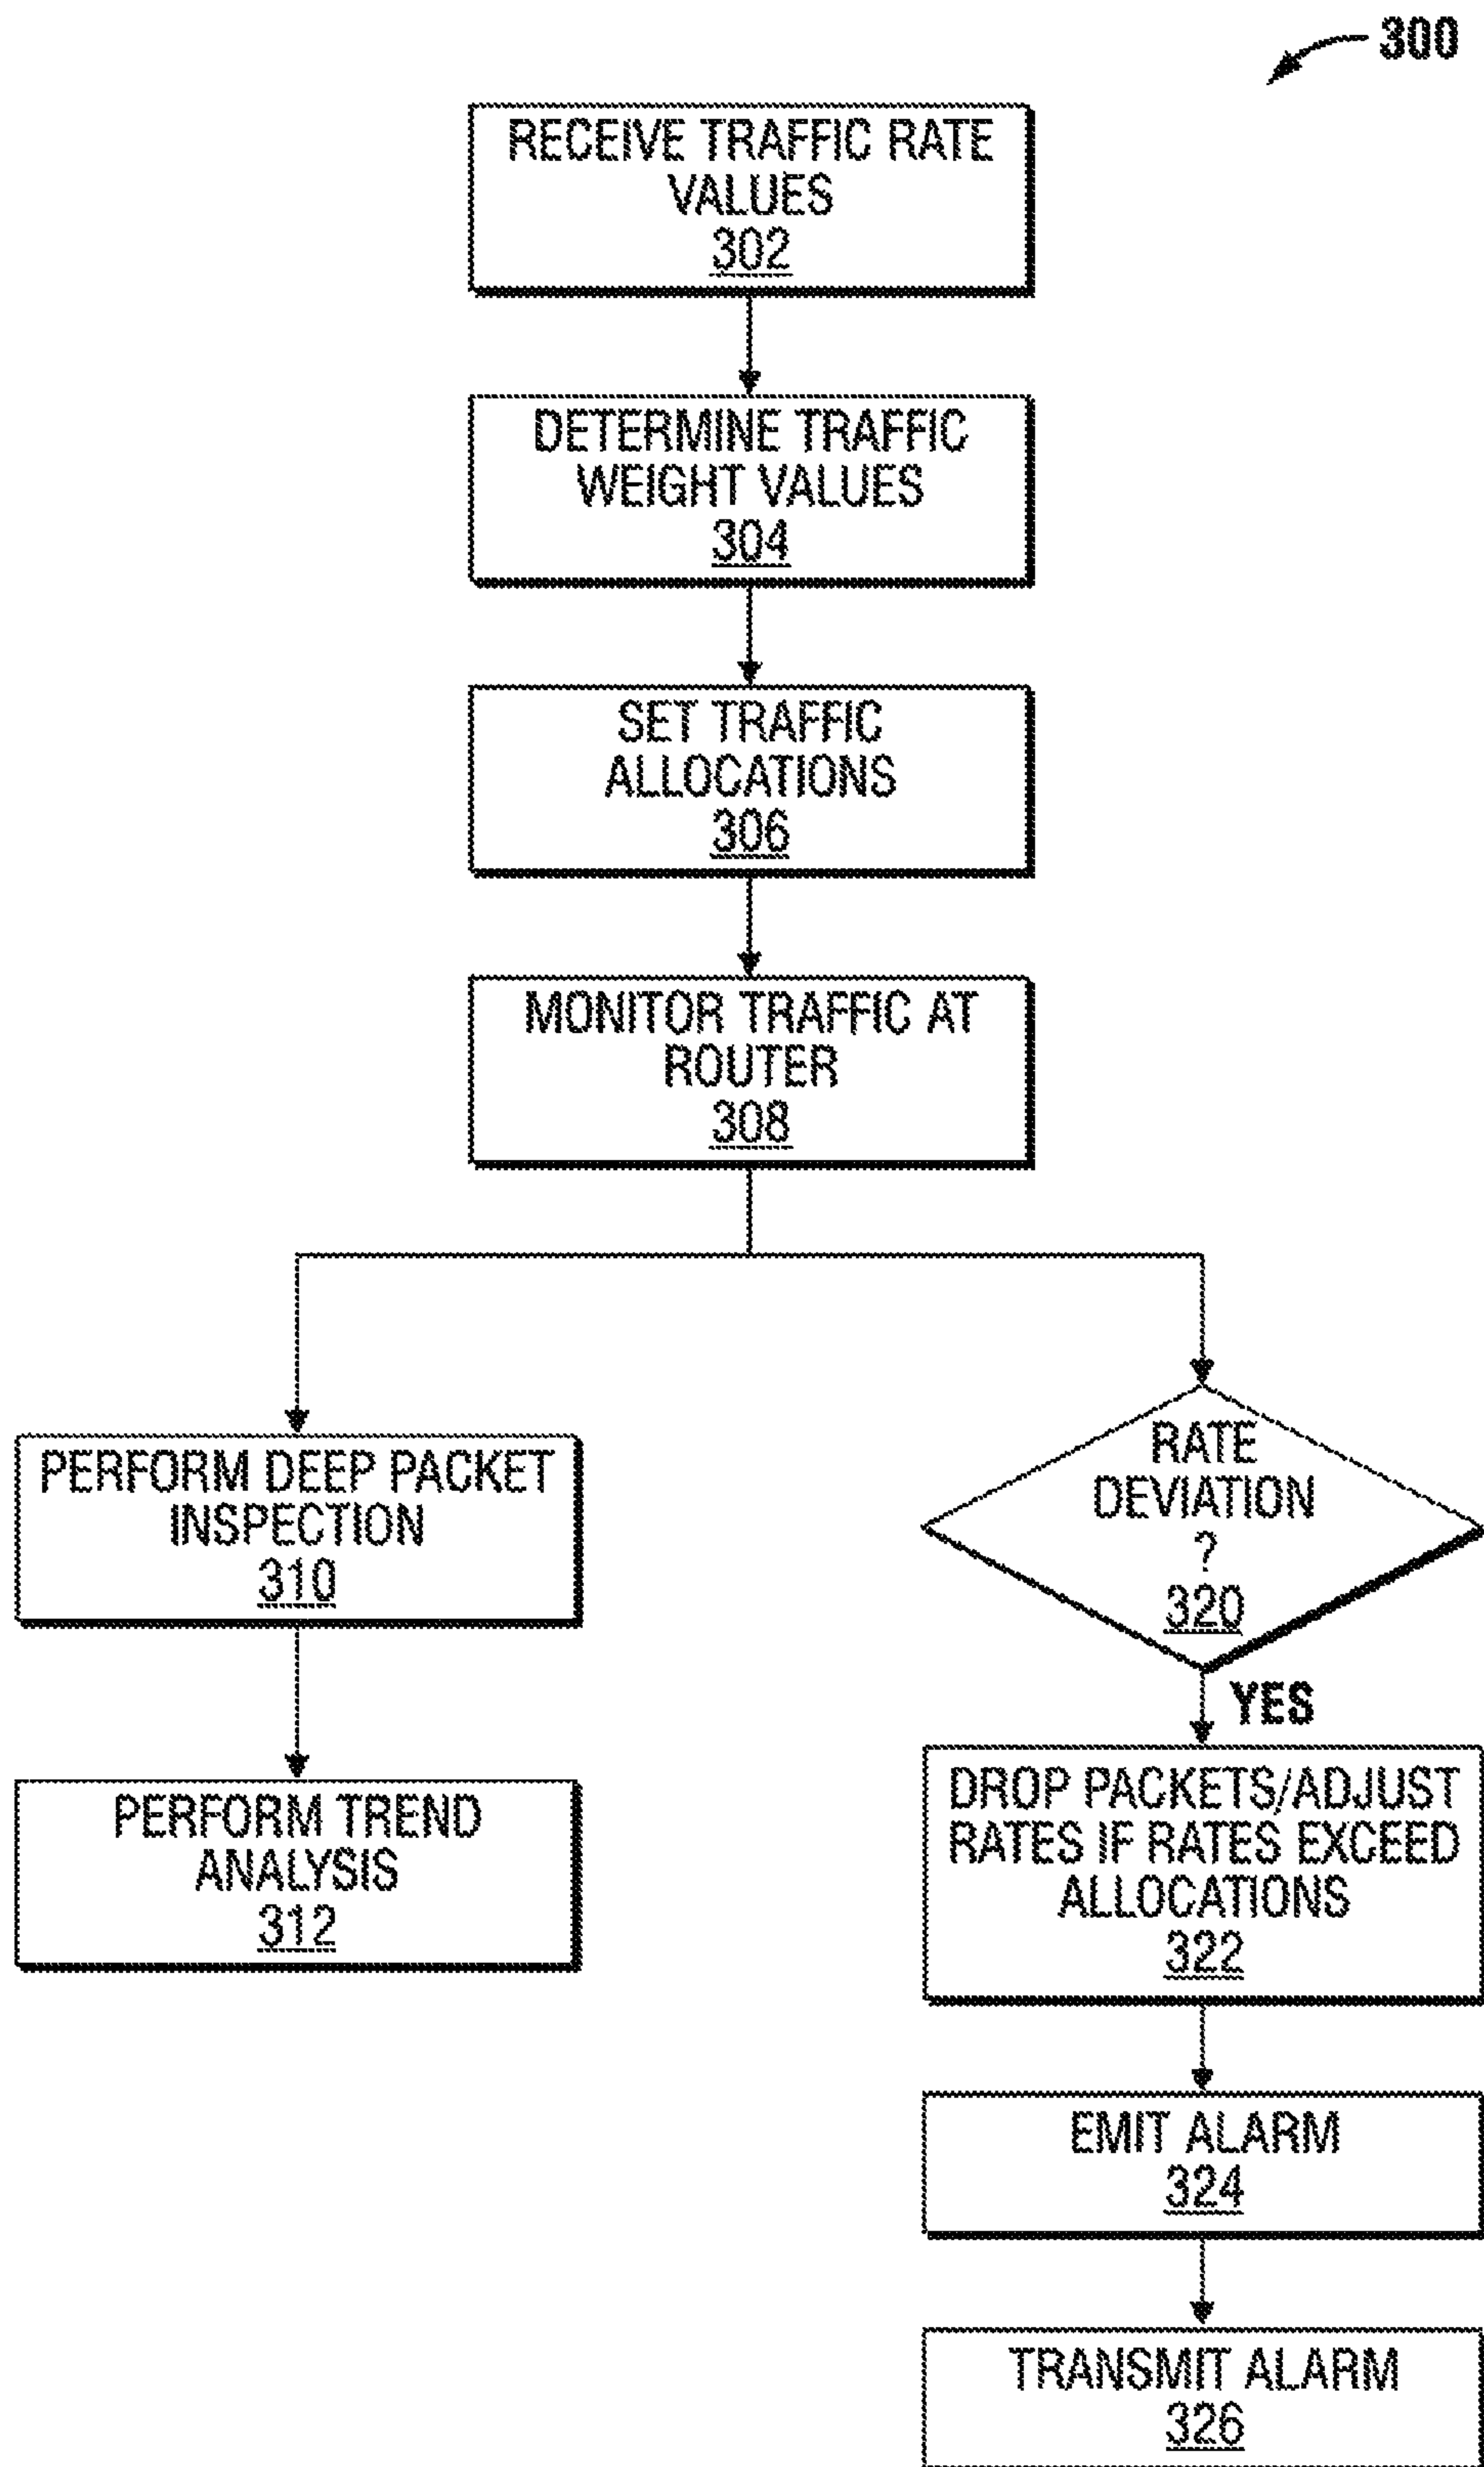 300
RECEIVE TRAFFIC RATE
VALUES
302
DETERMINE TRAFFIC
WEIGHT VALUES
304
SET TRAFFIC
ALLOCATIONS
306
MONITOR TRAFFIC AT
ROUTER
308
PERFORM DEEP PACKET
INSPECTION
310
PERFORM TREND
ANALYSIS
312
RATE
DEVIATION
?
320
YES
DROP PACKETS/ADJUST
RATES IF RATES EXCEED
ALLOCATIONS
322
EMIT ALARM
324
TRANSMIT ALARM
326